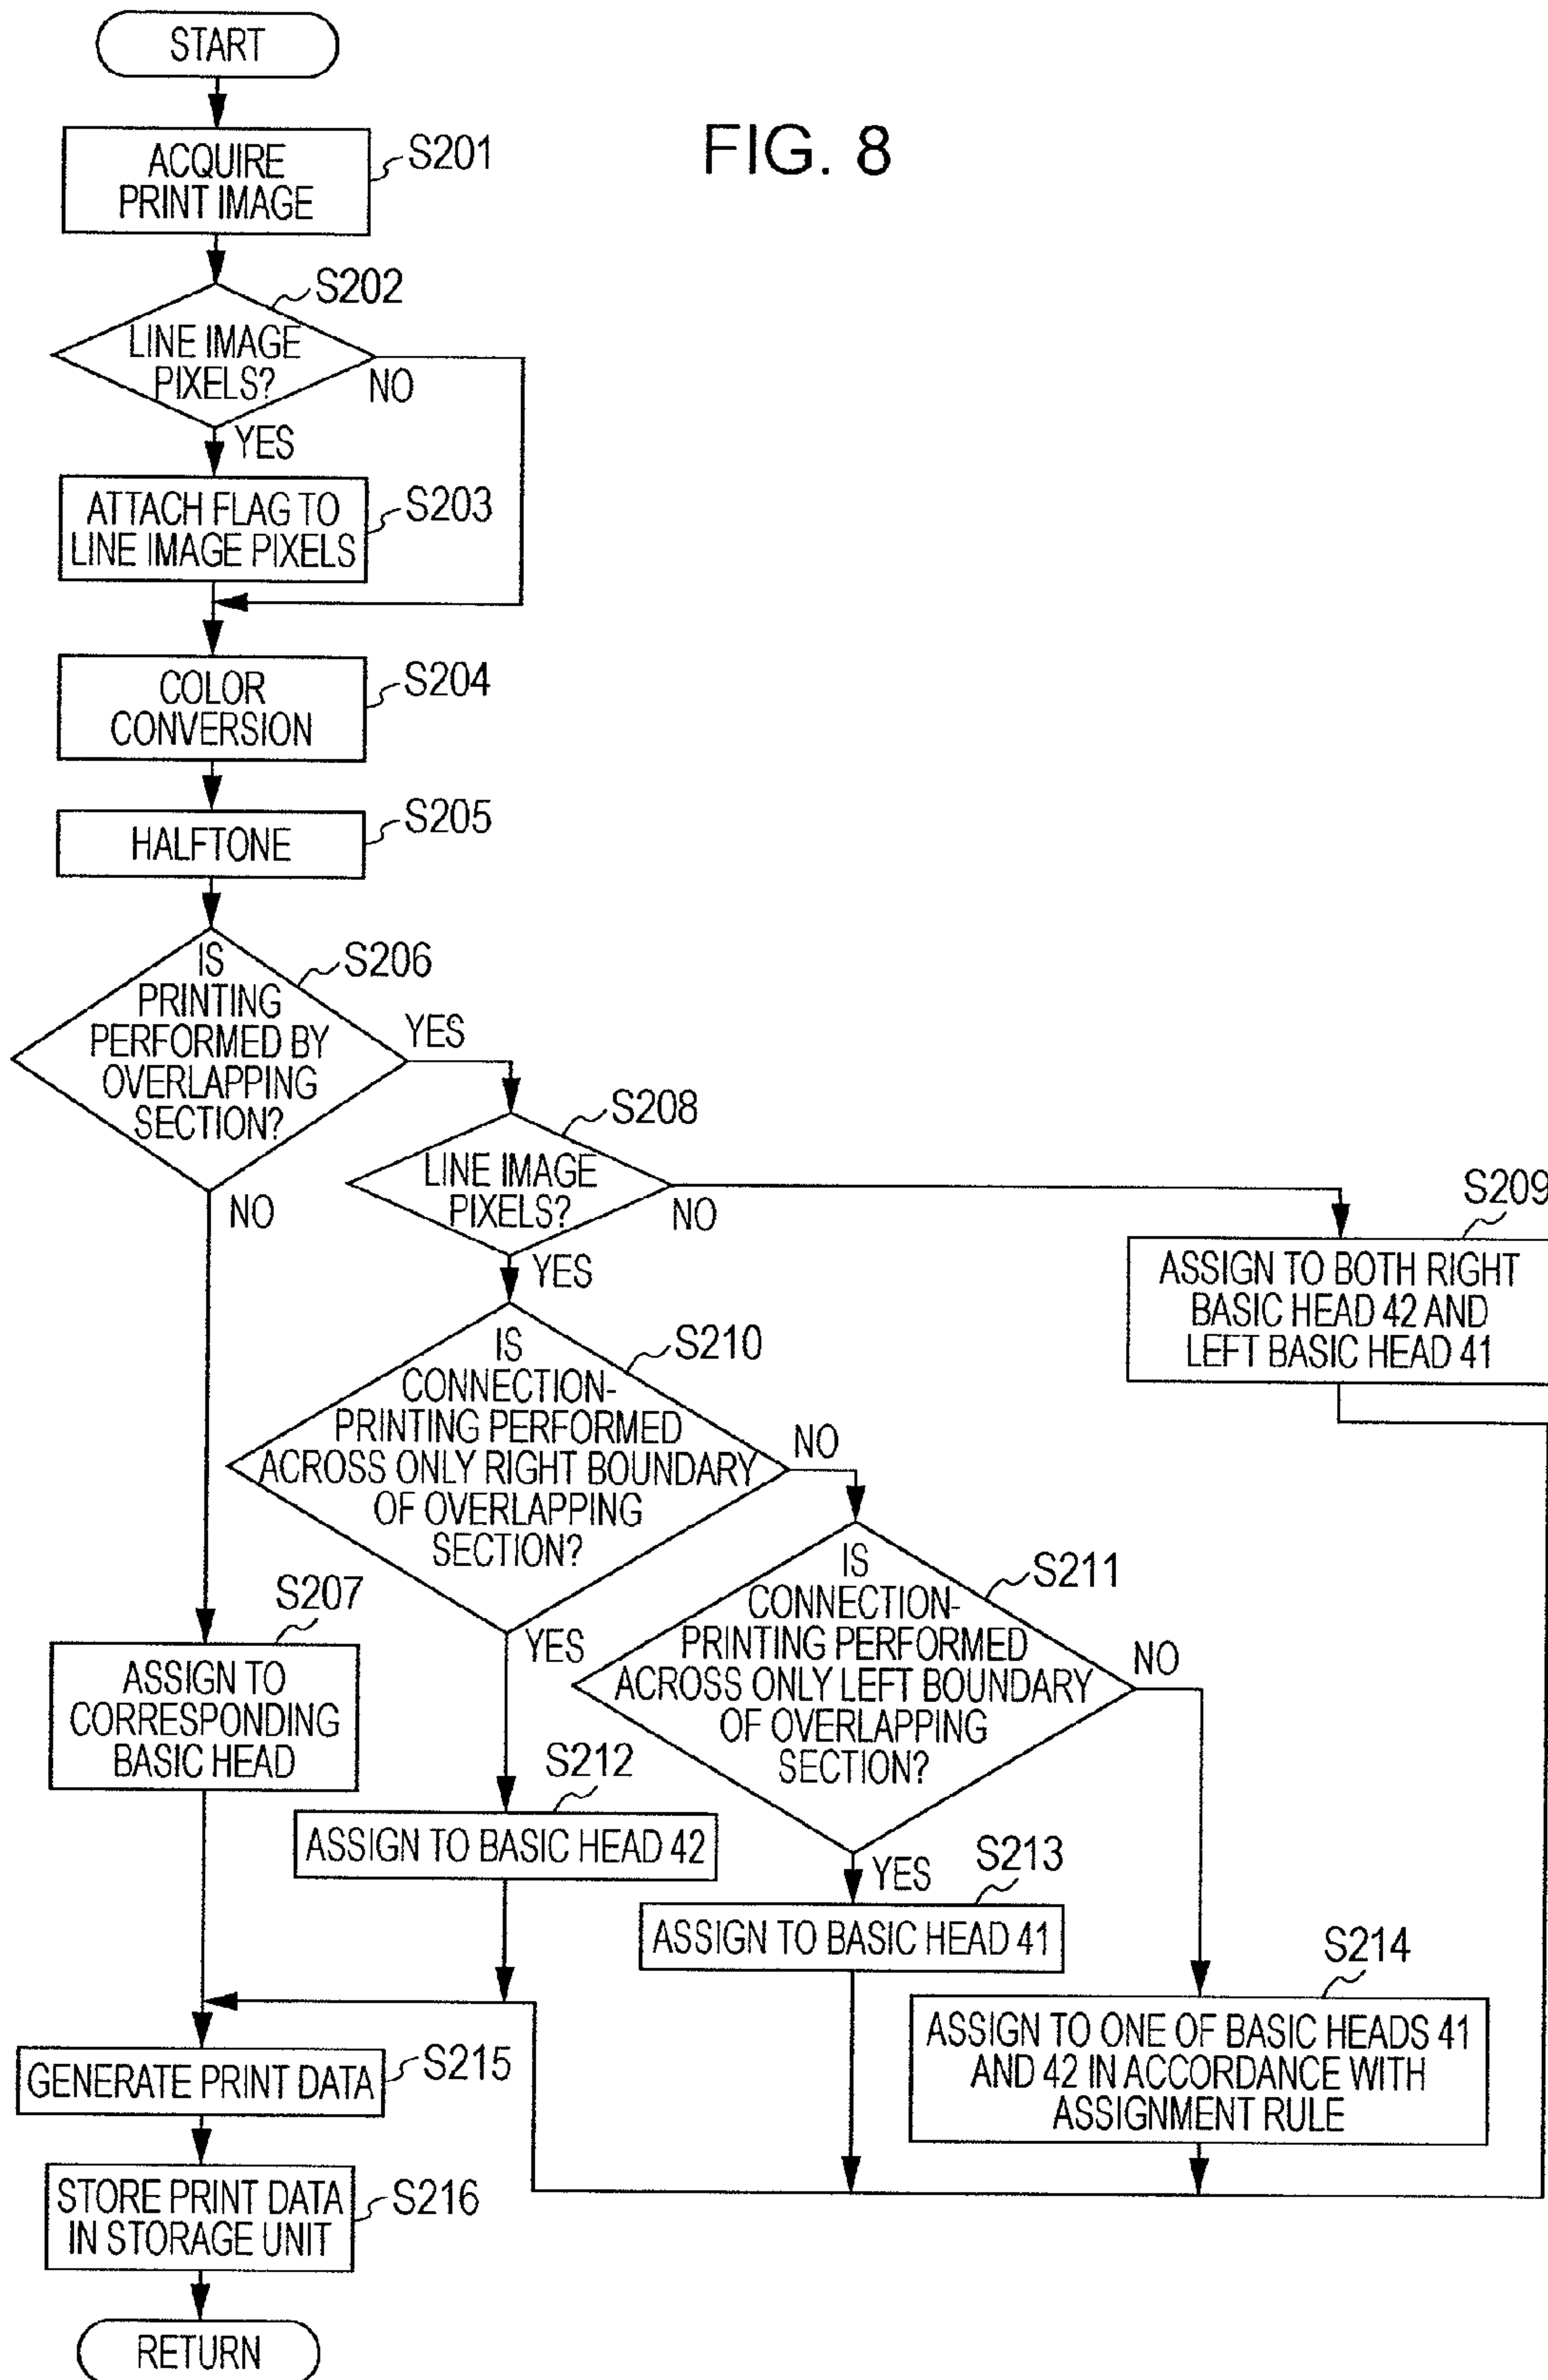 START
FIG. 8
ACQUIRE
PRINT IMAGE
S201
S202
LINE IMAGE
PIXELS?
NO
YES
ATTACH FLAG TO
LINE IMAGE PIXELS
S203
COLOR
CONVERSION
S204
HALFTONE
S205
IS
PRINTING
PERFORMED BY
OVERLAPPING
SECTION?
S206
YES
NO
S208
LINE IMAGE
PIXELS?
NO
YES
S209
ASSIGN TO BOTH RIGHT
BASIC HEAD 42 AND
LEFT BASIC HEAD 41
IS
CONNECTION-
PRINTING PERFORMED
ACROSS ONLY RIGHT BOUNDARY
OF OVERLAPPING
SECTION?
S210
NO
YES
IS
CONNECTION-
PRINTING PERFORMED
ACROSS ONLY LEFT BOUNDARY
OF OVERLAPPING
SECTION?
S211
NO
YES
S207
ASSIGN TO
CORRESPONDING
BASIC HEAD
S212
ASSIGN TO BASIC HEAD 42
S213
ASSIGN TO BASIC HEAD 41
S214
ASSIGN TO ONE OF BASIC HEADS 41
AND 42 IN ACCORDANCE WITH
ASSIGNMENT RULE
GENERATE PRINT DATA
S215
STORE PRINT DATA
IN STORAGE UNIT
S216
RETURN